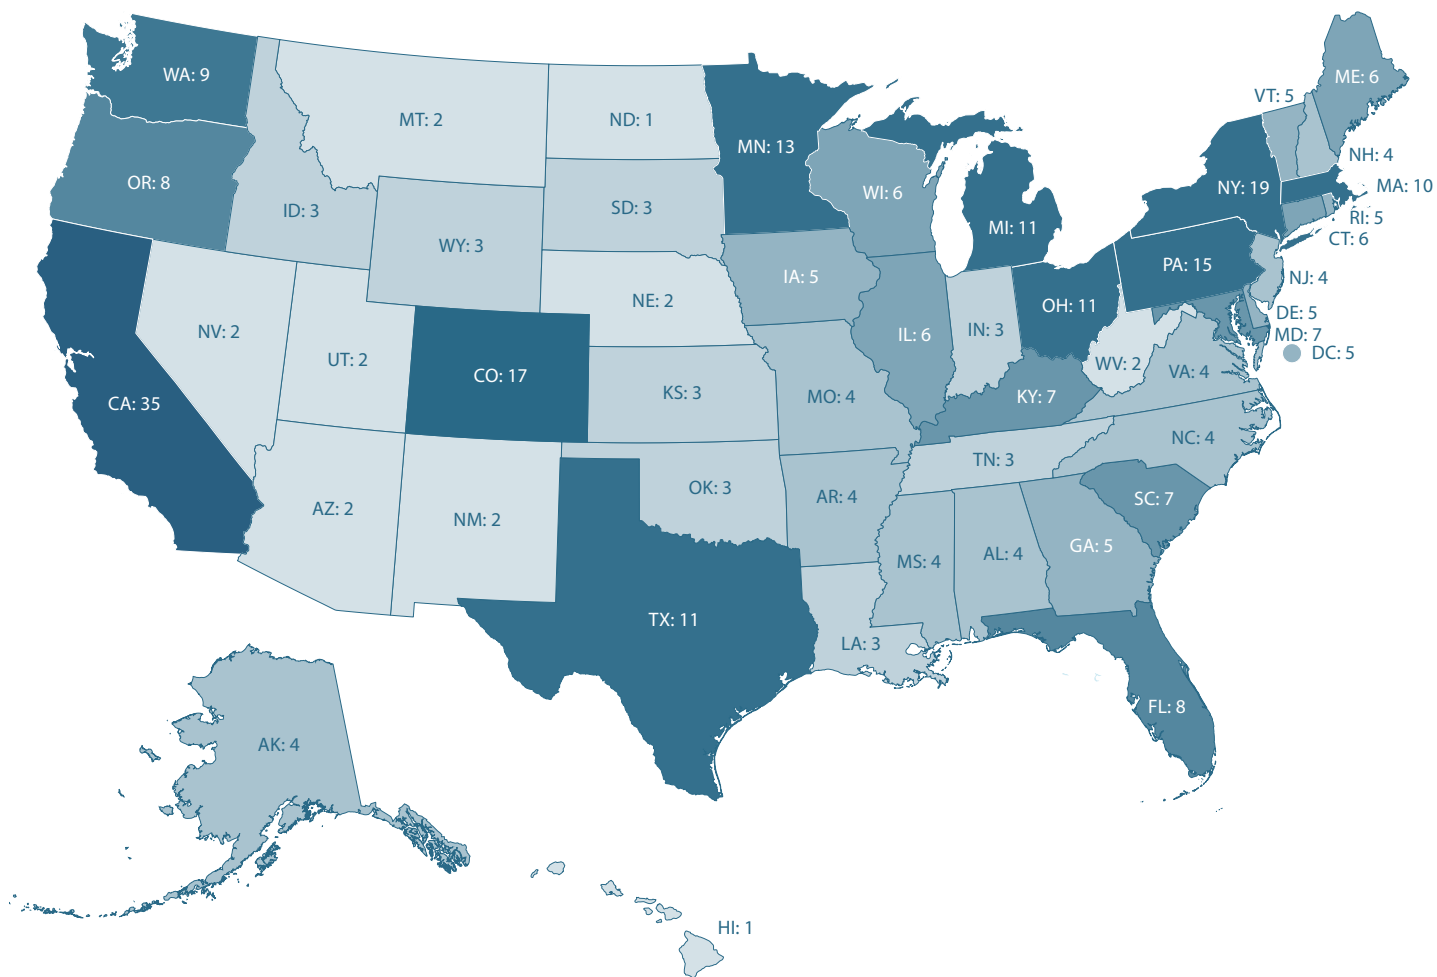 WA: 9
MT: 2
ND: 1
MN: 13
ME: 6
VT: 5
NH: 4
OR: 8
ID: 3
WY: 3
SD: 3
WI: 6
MI: 11
NY: 19
MA: 10
RI: 5
CT: 6
NE: 2
IA: 5
PA: 15
NJ: 4
NV: 2
UT: 2
CO: 17
KS: 3
MO: 4
IL: 6
IN: 3
OH: 11
WV: 2
VA: 4
DE: 5
MD: 7
DC: 5
CA: 35
KY: 7
AZ: 2
NM: 2
OK: 3
AR: 4
TN: 3
NC: 4
SC: 7
TX: 11
LA: 3
MS: 4
AL: 4
GA: 5
FL: 8
AK: 4
HI: 1